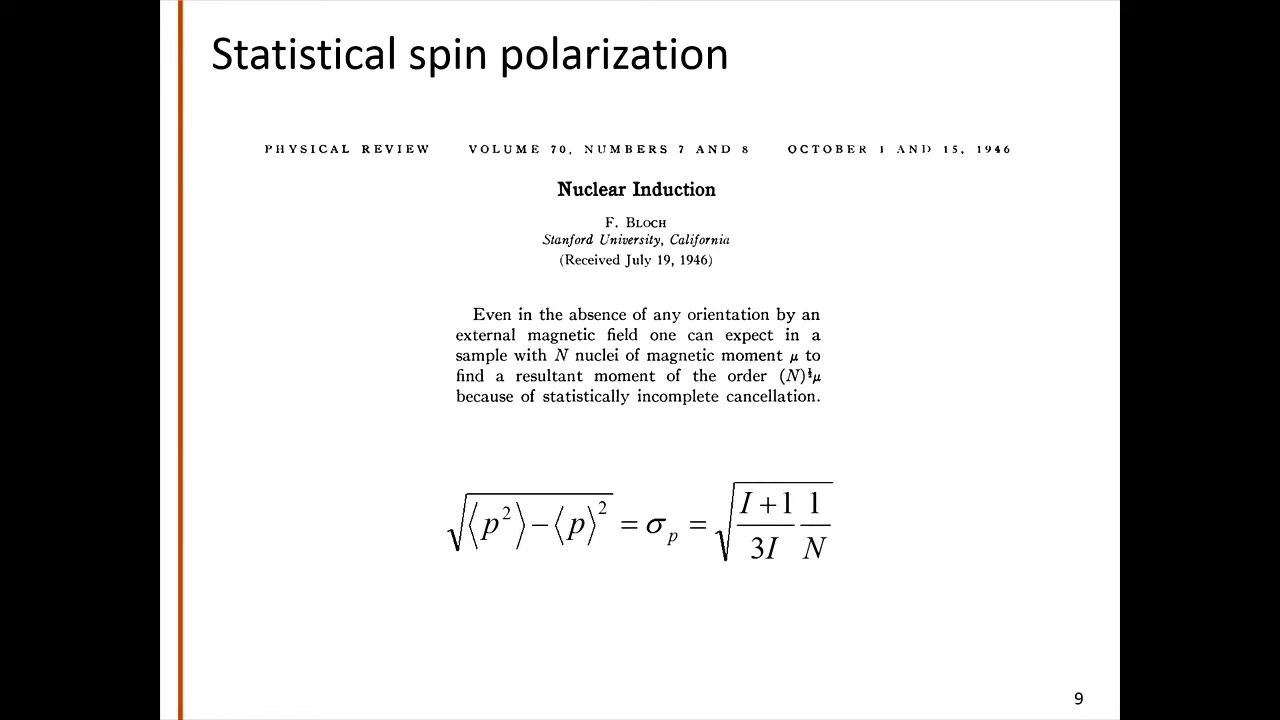 Statistical spin polarization
PHYSICAL REVIEW VOLUME 70, NUMBERS 7 AND 8 OCTOBER 1 AND 15, 1946
Nuclear Induction
F. BLOCH
Stanford University, California
(Received July 19, 1946)
Even in the absence of any orientation by an
external magnetic field one can expect in a
sample with N nuclei of magnetic moment μ to
find a resultant moment of the order (N)^½μ
because of statistically incomplete cancellation.
√(⟨p²⟩ − ⟨p⟩²) = σ_p = √((I + 1)/(3I) · 1/N)
9